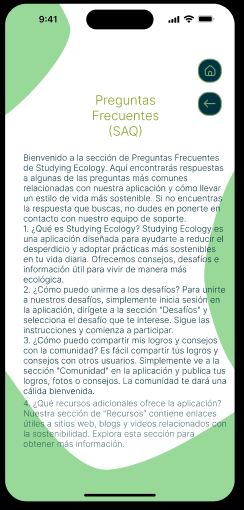 9:41
Preguntas
Frecuentes
(SAQ)
Bienvenido a la sección de Preguntas Frecuentes
de Studying Ecology. Aquí encontrarás respuestas
a algunas de las preguntas más comunes
relacionadas con nuestra aplicación y cómo llevar
un estilo de vida más sostenible. Si no encuentras
la respuesta que buscas, no dudes en ponerte en
contacto con nuestro equipo de soporte.
1. ¿Qué es Studying Ecology? Studying Ecology es
una aplicación diseñada para ayudarte a reducir el
desperdicio y adoptar prácticas más sostenibles
en tu vida diaria. Ofrecemos consejos, desafíos e
información útil para vivir de manera más
ecológica.
2. ¿Cómo puedo unirme a los desafíos? Para unirte
a nuestros desafíos, simplemente inicia sesión en
la aplicación, dirígete a la sección "Desafíos" y
selecciona el desafío que te interese. Sigue las
instrucciones y comienza a participar.
3. ¿Cómo puedo compartir mis logros y consejos
con la comunidad? Es fácil compartir tus logros y
consejos con otros usuarios. Simplemente ve a la
sección "Comunidad" en la aplicación y publica tus
logros, fotos o consejos. La comunidad te dará una
cálida bienvenida.
4. ¿Qué recursos adicionales ofrece la aplicación?
Nuestra sección de "Recursos" contiene enlaces
útiles a sitios web, blogs y videos relacionados con
la sostenibilidad. Explora esta sección para
obtener más información.